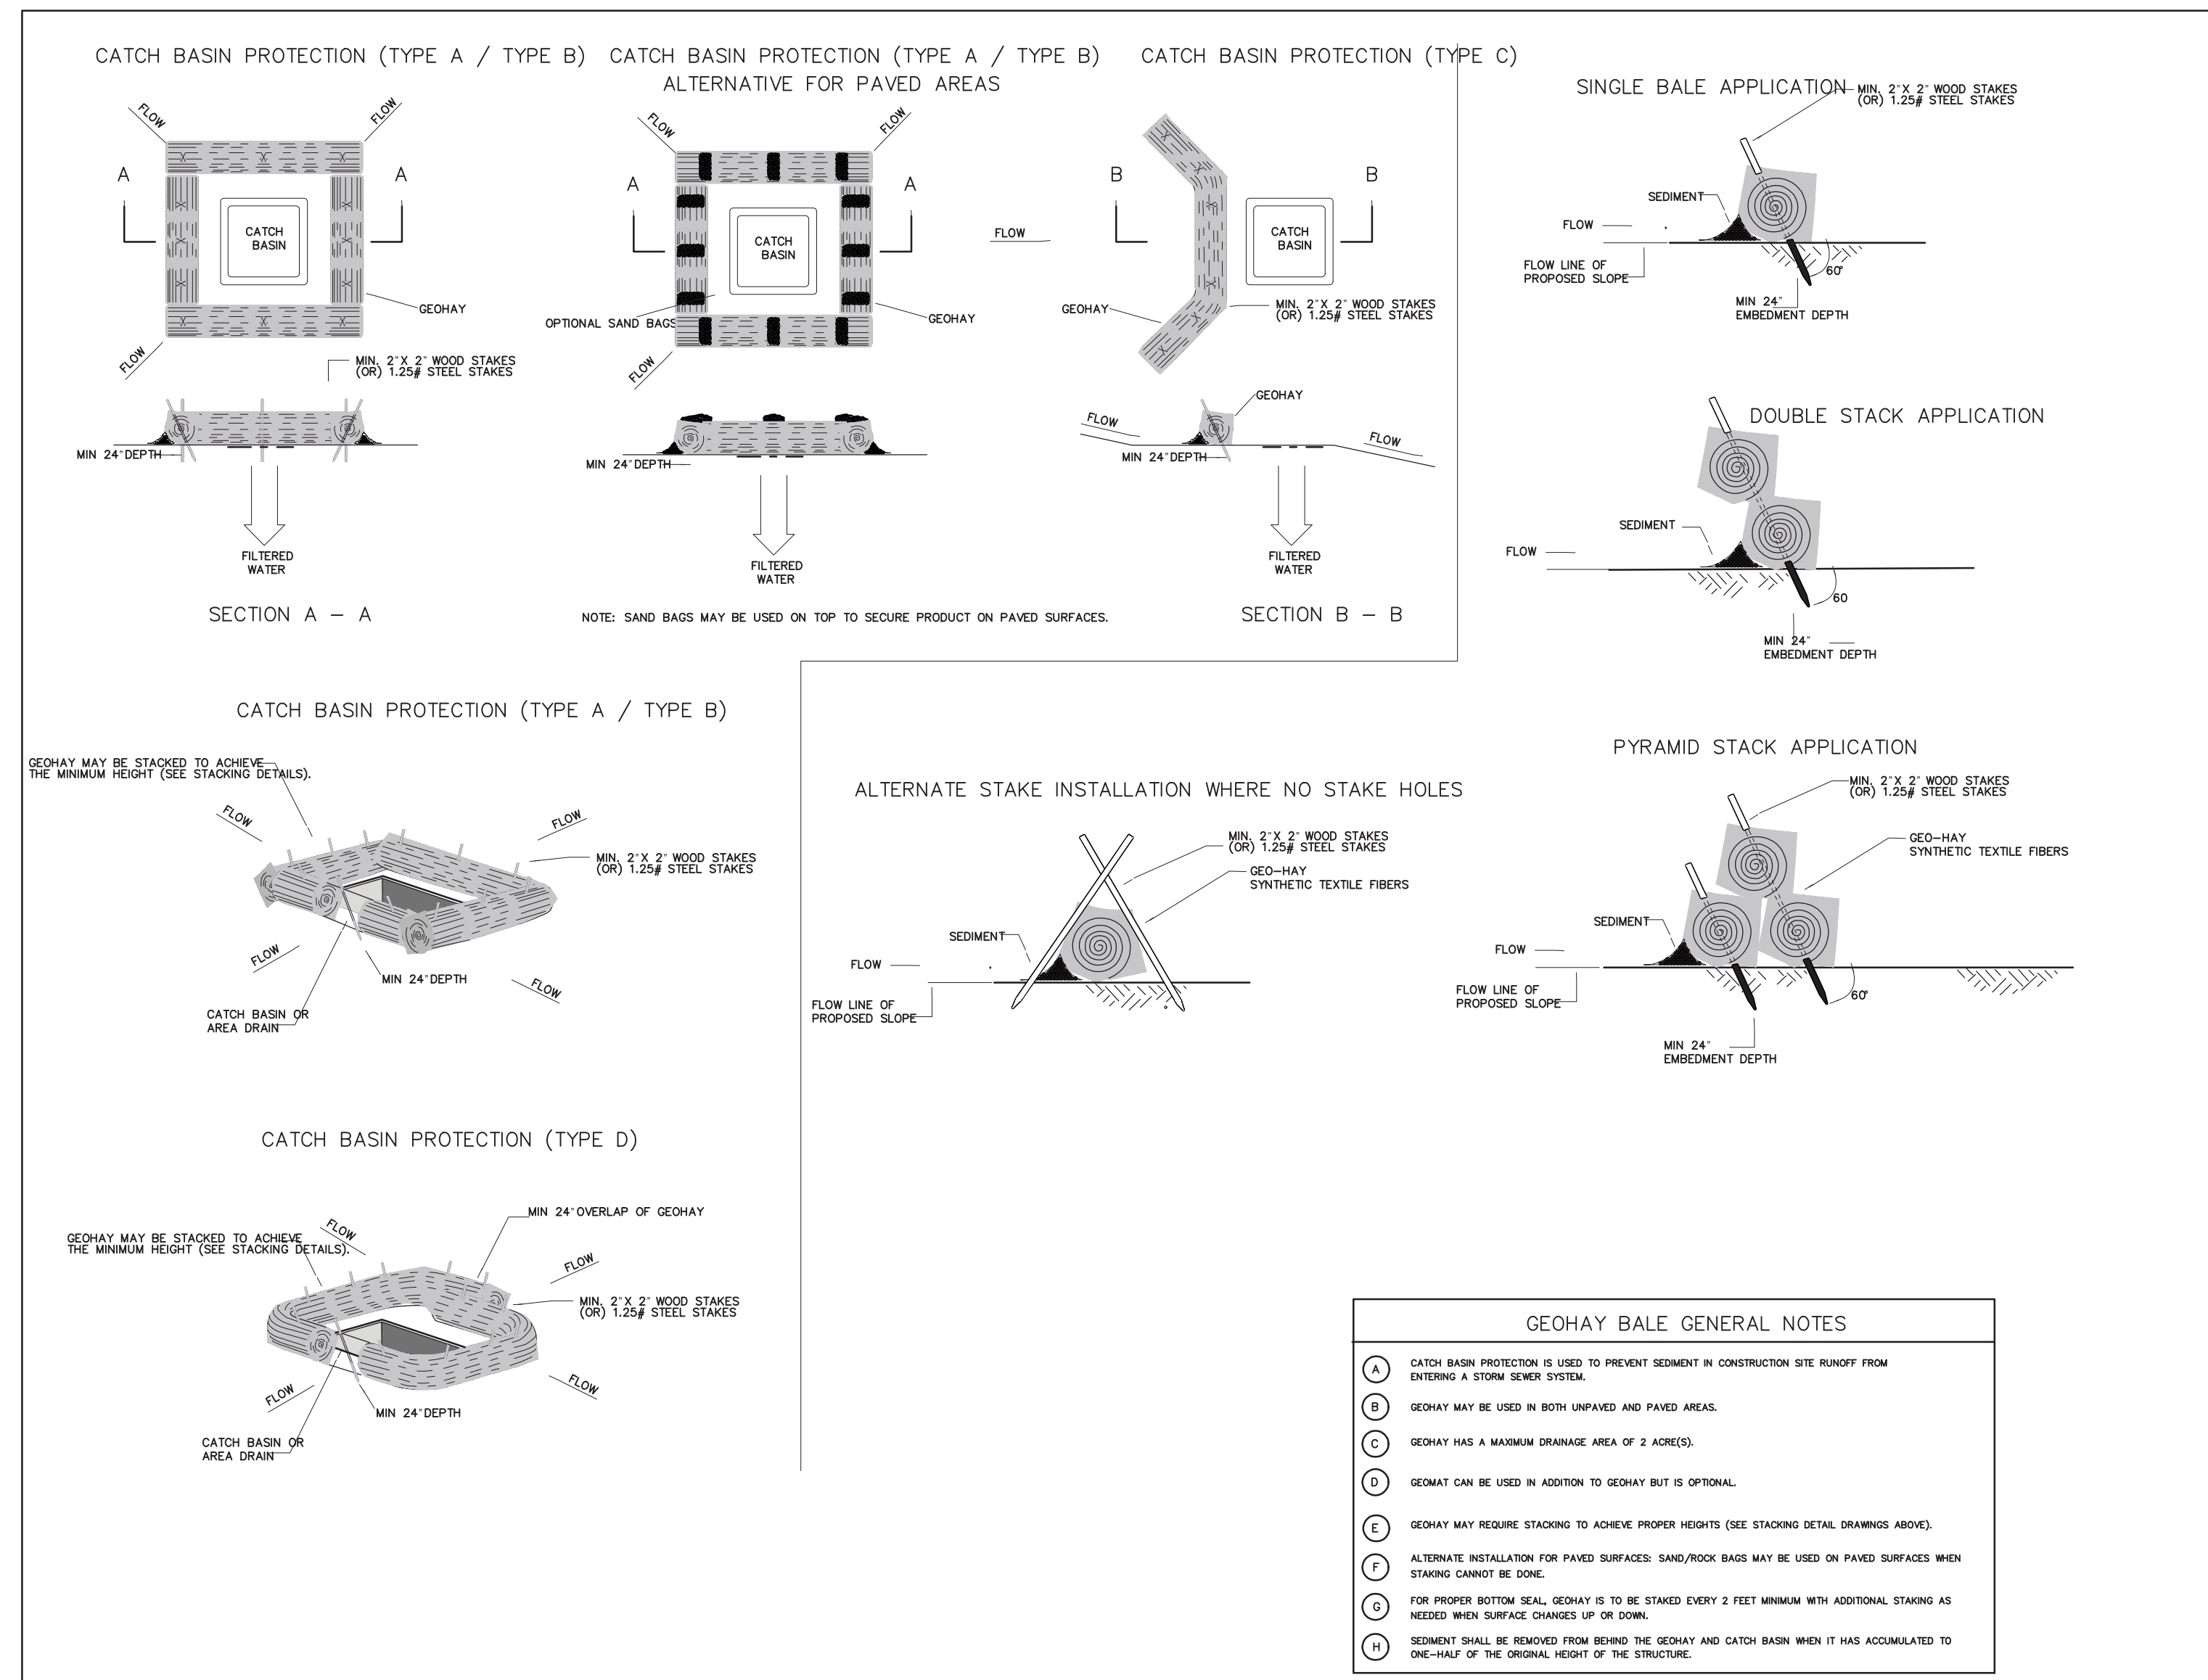 CATCH BASIN PROTECTION (TYPE A / TYPE B)
FLOW
FLOW
A
A
CATCH
BASIN
GEOHAY
FLOW
MIN. 2"X 2" WOOD STAKES
(OR) 1.25# STEEL STAKES
MIN 24"DEPTH
FILTERED
WATER
SECTION A - A
CATCH BASIN PROTECTION (TYPE A / TYPE B)
ALTERNATIVE FOR PAVED AREAS
FLOW
FLOW
A
A
CATCH
BASIN
OPTIONAL SAND BAGS
GEOHAY
FLOW
MIN 24"DEPTH
FILTERED
WATER
NOTE: SAND BAGS MAY BE USED ON TOP TO SECURE PRODUCT ON PAVED SURFACES.
CATCH BASIN PROTECTION (TYPE C)
B
B
FLOW
CATCH
BASIN
GEOHAY
MIN. 2"X 2" WOOD STAKES
(OR) 1.25# STEEL STAKES
GEOHAY
FLOW
FLOW
MIN 24"DEPTH
FILTERED
WATER
SECTION B - B
SINGLE BALE APPLICATION
MIN. 2"X 2" WOOD STAKES
(OR) 1.25# STEEL STAKES
SEDIMENT
FLOW
FLOW LINE OF
PROPOSED SLOPE
60°
MIN 24"
EMBEDMENT DEPTH
DOUBLE STACK APPLICATION
SEDIMENT
FLOW
60
MIN 24"
EMBEDMENT DEPTH
CATCH BASIN PROTECTION (TYPE A / TYPE B)
GEOHAY MAY BE STACKED TO ACHIEVE
THE MINIMUM HEIGHT (SEE STACKING DETAILS).
FLOW
FLOW
MIN. 2"X 2" WOOD STAKES
(OR) 1.25# STEEL STAKES
FLOW
MIN 24"DEPTH
FLOW
CATCH BASIN OR
AREA DRAIN
ALTERNATE STAKE INSTALLATION WHERE NO STAKE HOLES
MIN. 2"X 2" WOOD STAKES
(OR) 1.25# STEEL STAKES
GEO-HAY
SYNTHETIC TEXTILE FIBERS
SEDIMENT
FLOW
FLOW LINE OF
PROPOSED SLOPE
PYRAMID STACK APPLICATION
MIN. 2"X 2" WOOD STAKES
(OR) 1.25# STEEL STAKES
GEO-HAY
SYNTHETIC TEXTILE FIBERS
SEDIMENT
FLOW
FLOW LINE OF
PROPOSED SLOPE
60°
MIN 24"
EMBEDMENT DEPTH
CATCH BASIN PROTECTION (TYPE D)
MIN 24"OVERLAP OF GEOHAY
GEOHAY MAY BE STACKED TO ACHIEVE
THE MINIMUM HEIGHT (SEE STACKING DETAILS).
FLOW
FLOW
MIN. 2"X 2" WOOD STAKES
(OR) 1.25# STEEL STAKES
FLOW
FLOW
MIN 24"DEPTH
CATCH BASIN OR
AREA DRAIN
GEOHAY BALE GENERAL NOTES
A CATCH BASIN PROTECTION IS USED TO PREVENT SEDIMENT IN CONSTRUCTION SITE RUNOFF FROM
ENTERING A STORM SEWER SYSTEM.
B GEOHAY MAY BE USED IN BOTH UNPAVED AND PAVED AREAS.
C GEOHAY HAS A MAXIMUM DRAINAGE AREA OF 2 ACRE(S).
D GEOMAT CAN BE USED IN ADDITION TO GEOHAY BUT IS OPTIONAL.
E GEOHAY MAY REQUIRE STACKING TO ACHIEVE PROPER HEIGHTS (SEE STACKING DETAIL DRAWINGS ABOVE).
F ALTERNATE INSTALLATION FOR PAVED SURFACES: SAND/ROCK BAGS MAY BE USED ON PAVED SURFACES WHEN
STAKING CANNOT BE DONE.
G FOR PROPER BOTTOM SEAL, GEOHAY IS TO BE STAKED EVERY 2 FEET MINIMUM WITH ADDITIONAL STAKING AS
NEEDED WHEN SURFACE CHANGES UP OR DOWN.
H SEDIMENT SHALL BE REMOVED FROM BEHIND THE GEOHAY AND CATCH BASIN WHEN IT HAS ACCUMULATED TO
ONE-HALF OF THE ORIGINAL HEIGHT OF THE STRUCTURE.